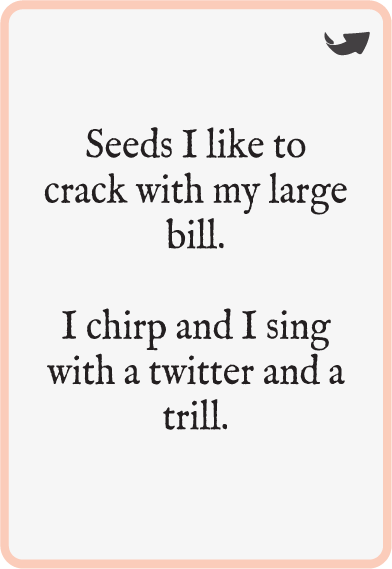 Seeds I like to
crack with my large
bill.
I chirp and I sing
with a twitter and a
trill.